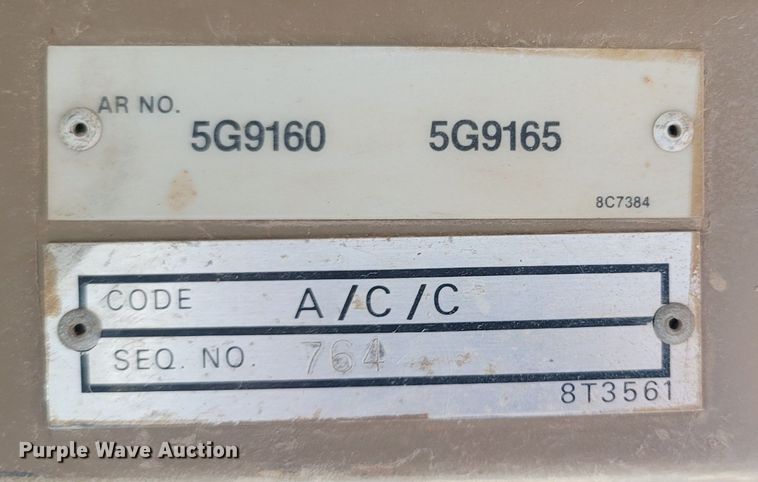 AR NO.
5G9160 5G9165
8C7384
CODE A/C/C
SEQ. NO. 764
8T3561
Purple Wave Auction